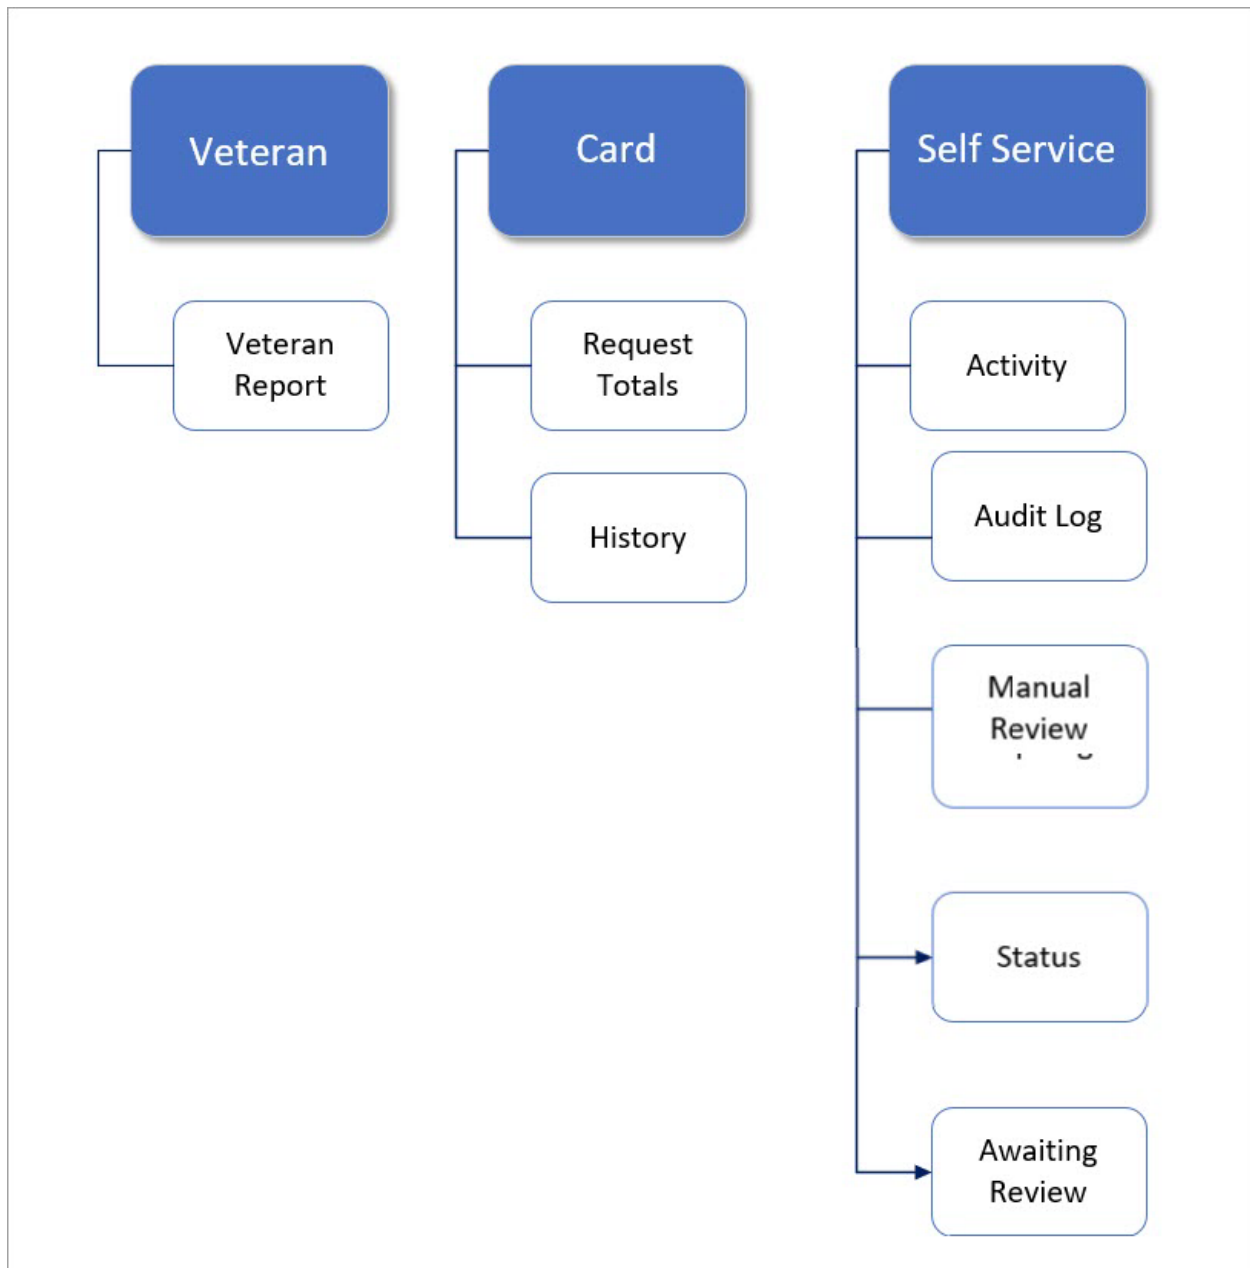 Veteran
Veteran
Report
Card
Request
Totals
History
Self Service
Activity
Audit Log
Manual
Review
Status
Awaiting
Review